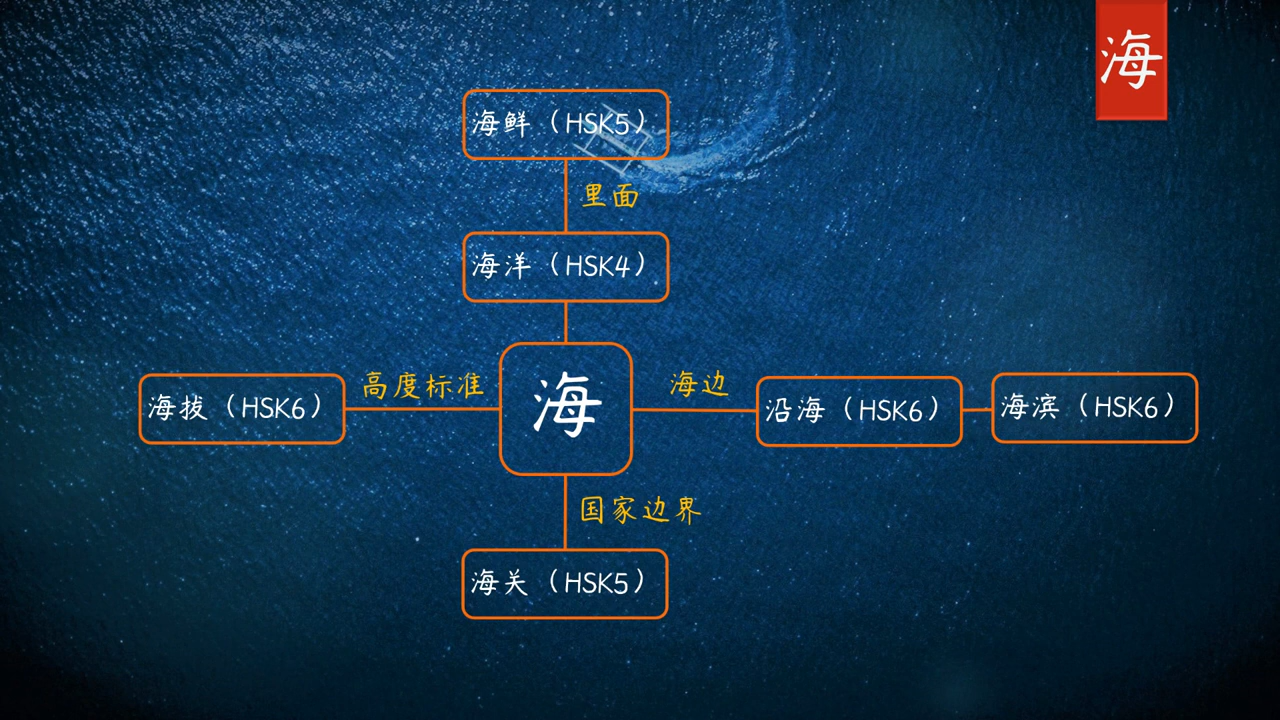 海
海鲜（HSK5）
里面
海洋（HSK4）
高度标准
海边
海拔（HSK6）
海
沿海（HSK6）
海滨（HSK6）
国家边界
海关（HSK5）